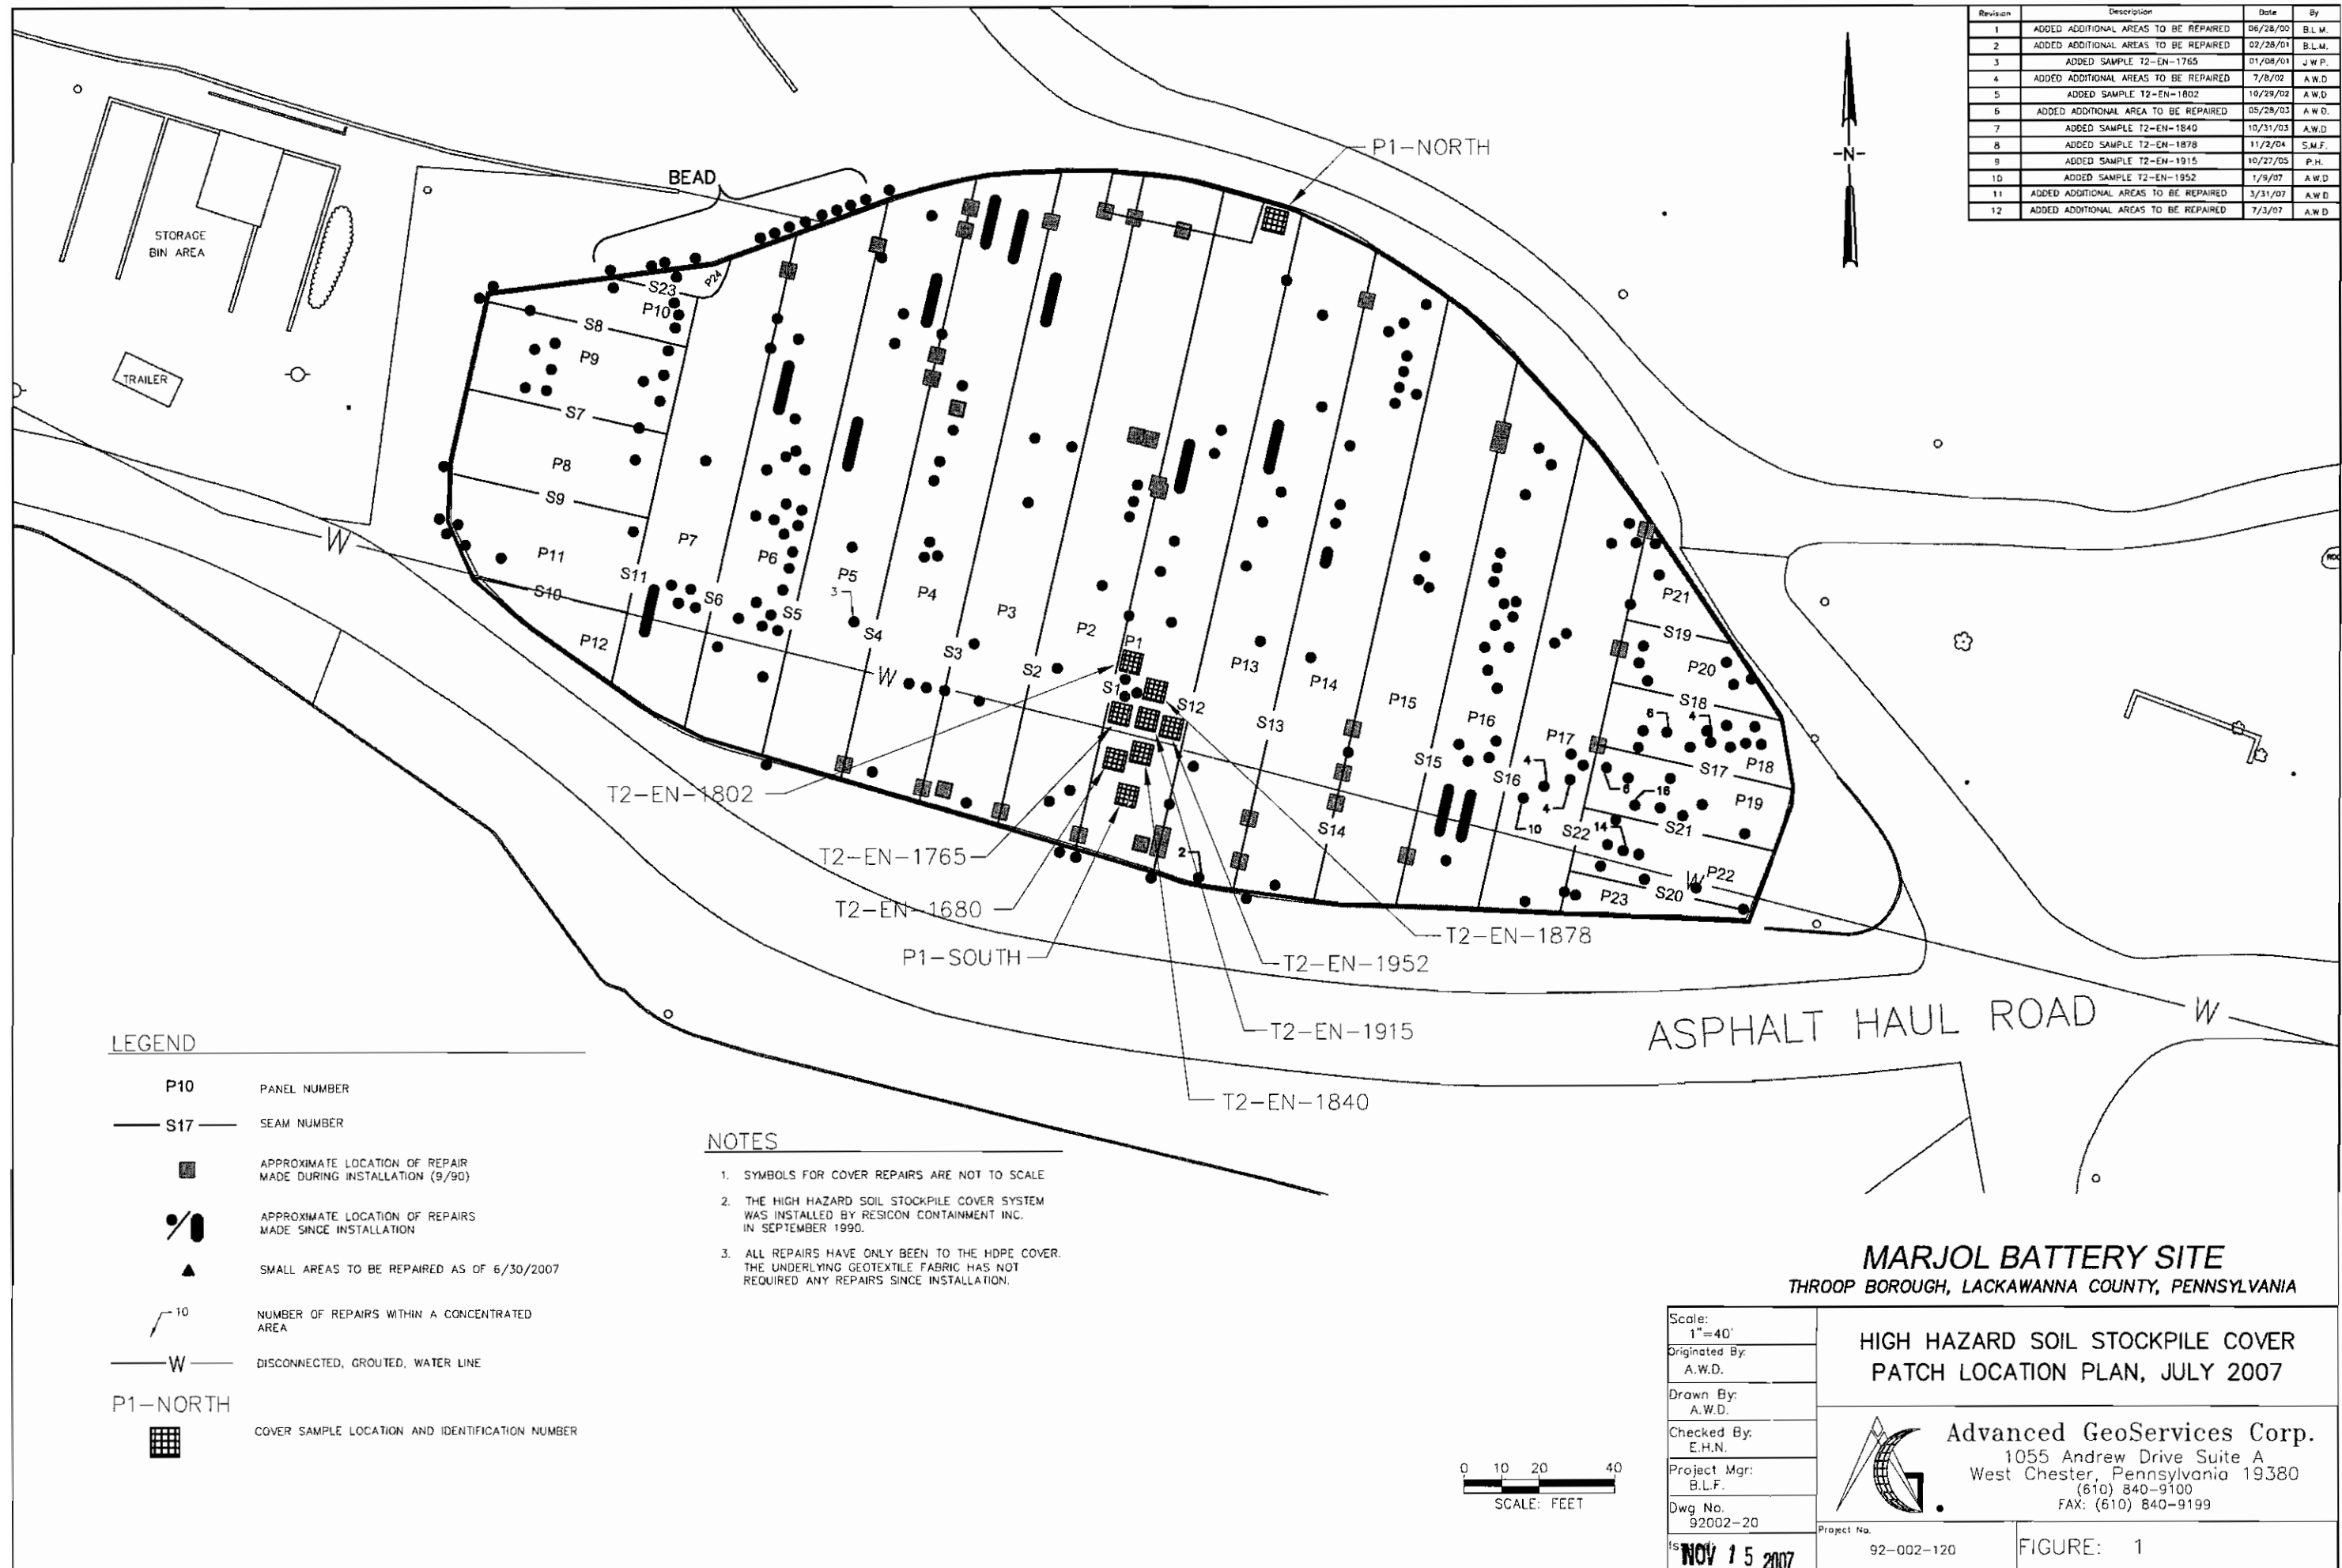 Revision Description Date By
1 ADDED ADDITIONAL AREAS TO BE REPAIRED 06/28/00 B.L.M.
2 ADDED ADDITIONAL AREAS TO BE REPAIRED 02/28/01 B.L.M.
3 ADDED SAMPLE T2-EN-1765 01/08/01 J.W.P.
4 ADDED ADDITIONAL AREAS TO BE REPAIRED 7/8/02 A.W.D
5 ADDED SAMPLE T2-EN-1802 10/29/02 A.W.D
6 ADDED ADDITIONAL AREA TO BE REPAIRED 05/28/03 A.W.D.
7 ADDED SAMPLE T2-EN-1840 10/31/03 A.W.D
8 ADDED SAMPLE T2-EN-1878 11/2/04 S.M.F.
9 ADDED SAMPLE T2-EN-1915 10/27/05 P.H.
10 ADDED SAMPLE T2-EN-1952 1/9/07 A.W.D
11 ADDED ADDITIONAL AREAS TO BE REPAIRED 3/31/07 A.W.D
12 ADDED ADDITIONAL AREAS TO BE REPAIRED 7/3/07 A.W.D
-N-
P1-NORTH
BEAD
STORAGE
BIN AREA
TRAILER
S23
P24
P10
S8
P9
S7
P8
S9
P11
S11
S10
P12
P7
S6
P6
S5
P5
3
S4
P4
S3
P3
S2
P2
P1
S1
S12
P13
S13
P14
S14
P15
S15
P16
S16
P17
S22
P21
S19
P20
S18
6
4
P18
S17
P19
4
4
6
16
10
14
S21
P22
S20
P23
2
W
W
W
W
T2-EN-1802
T2-EN-1765
T2-EN-1680
P1-SOUTH
T2-EN-1878
T2-EN-1952
T2-EN-1915
T2-EN-1840
ASPHALT HAUL ROAD
LEGEND
P10 PANEL NUMBER
S17 SEAM NUMBER
APPROXIMATE LOCATION OF REPAIR
MADE DURING INSTALLATION (9/90)
APPROXIMATE LOCATION OF REPAIRS
MADE SINCE INSTALLATION
SMALL AREAS TO BE REPAIRED AS OF 6/30/2007
10 NUMBER OF REPAIRS WITHIN A CONCENTRATED
AREA
W DISCONNECTED, GROUTED, WATER LINE
P1-NORTH
COVER SAMPLE LOCATION AND IDENTIFICATION NUMBER
NOTES
1. SYMBOLS FOR COVER REPAIRS ARE NOT TO SCALE
2. THE HIGH HAZARD SOIL STOCKPILE COVER SYSTEM
WAS INSTALLED BY RESICON CONTAINMENT INC.
IN SEPTEMBER 1990.
3. ALL REPAIRS HAVE ONLY BEEN TO THE HDPE COVER.
THE UNDERLYING GEOTEXTILE FABRIC HAS NOT
REQUIRED ANY REPAIRS SINCE INSTALLATION.
0 10 20 40
SCALE: FEET
MARJOL BATTERY SITE
THROOP BOROUGH, LACKAWANNA COUNTY, PENNSYLVANIA
Scale:
1"=40'
Originated By:
A.W.D.
Drawn By:
A.W.D.
Checked By:
E.H.N.
Project Mgr:
B.L.F.
Dwg No.
92002-20
NOV 15 2007
HIGH HAZARD SOIL STOCKPILE COVER
PATCH LOCATION PLAN, JULY 2007
AG
Advanced GeoServices Corp.
1055 Andrew Drive Suite A
West Chester, Pennsylvania 19380
(610) 840-9100
FAX: (610) 840-9199
Project No.
92-002-120
FIGURE: 1